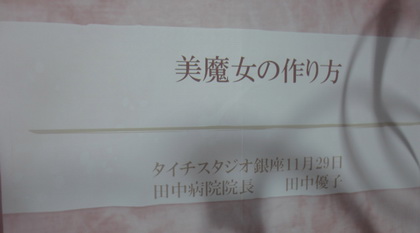 美魔女の作り方
タイチスタジオ銀座11月29日
田中病院院長　田中優子